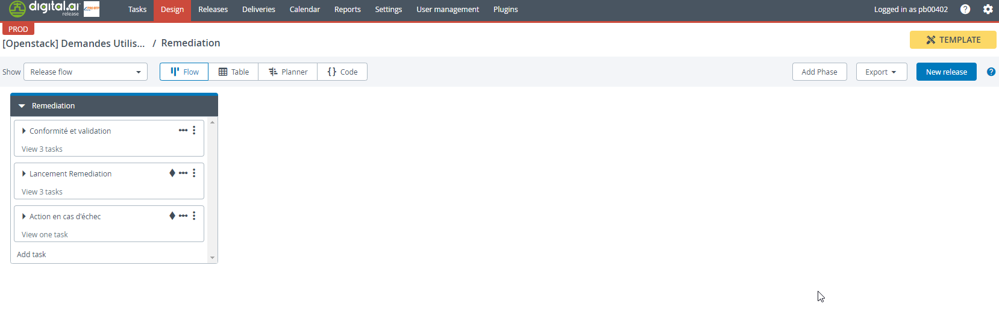 digital.ai release Tasks Design Releases Deliveries Calendar Reports Settings User management Plugins Logged in as pb00402
PROD
[Openstack] Demandes Utilis... / Remediation
TEMPLATE
Show Release flow Flow Table Planner {} Code Add Phase Export New release
Remediation
Conformité et validation
View 3 tasks
Lancement Remediation
View 3 tasks
Action en cas d'échec
View one task
Add task